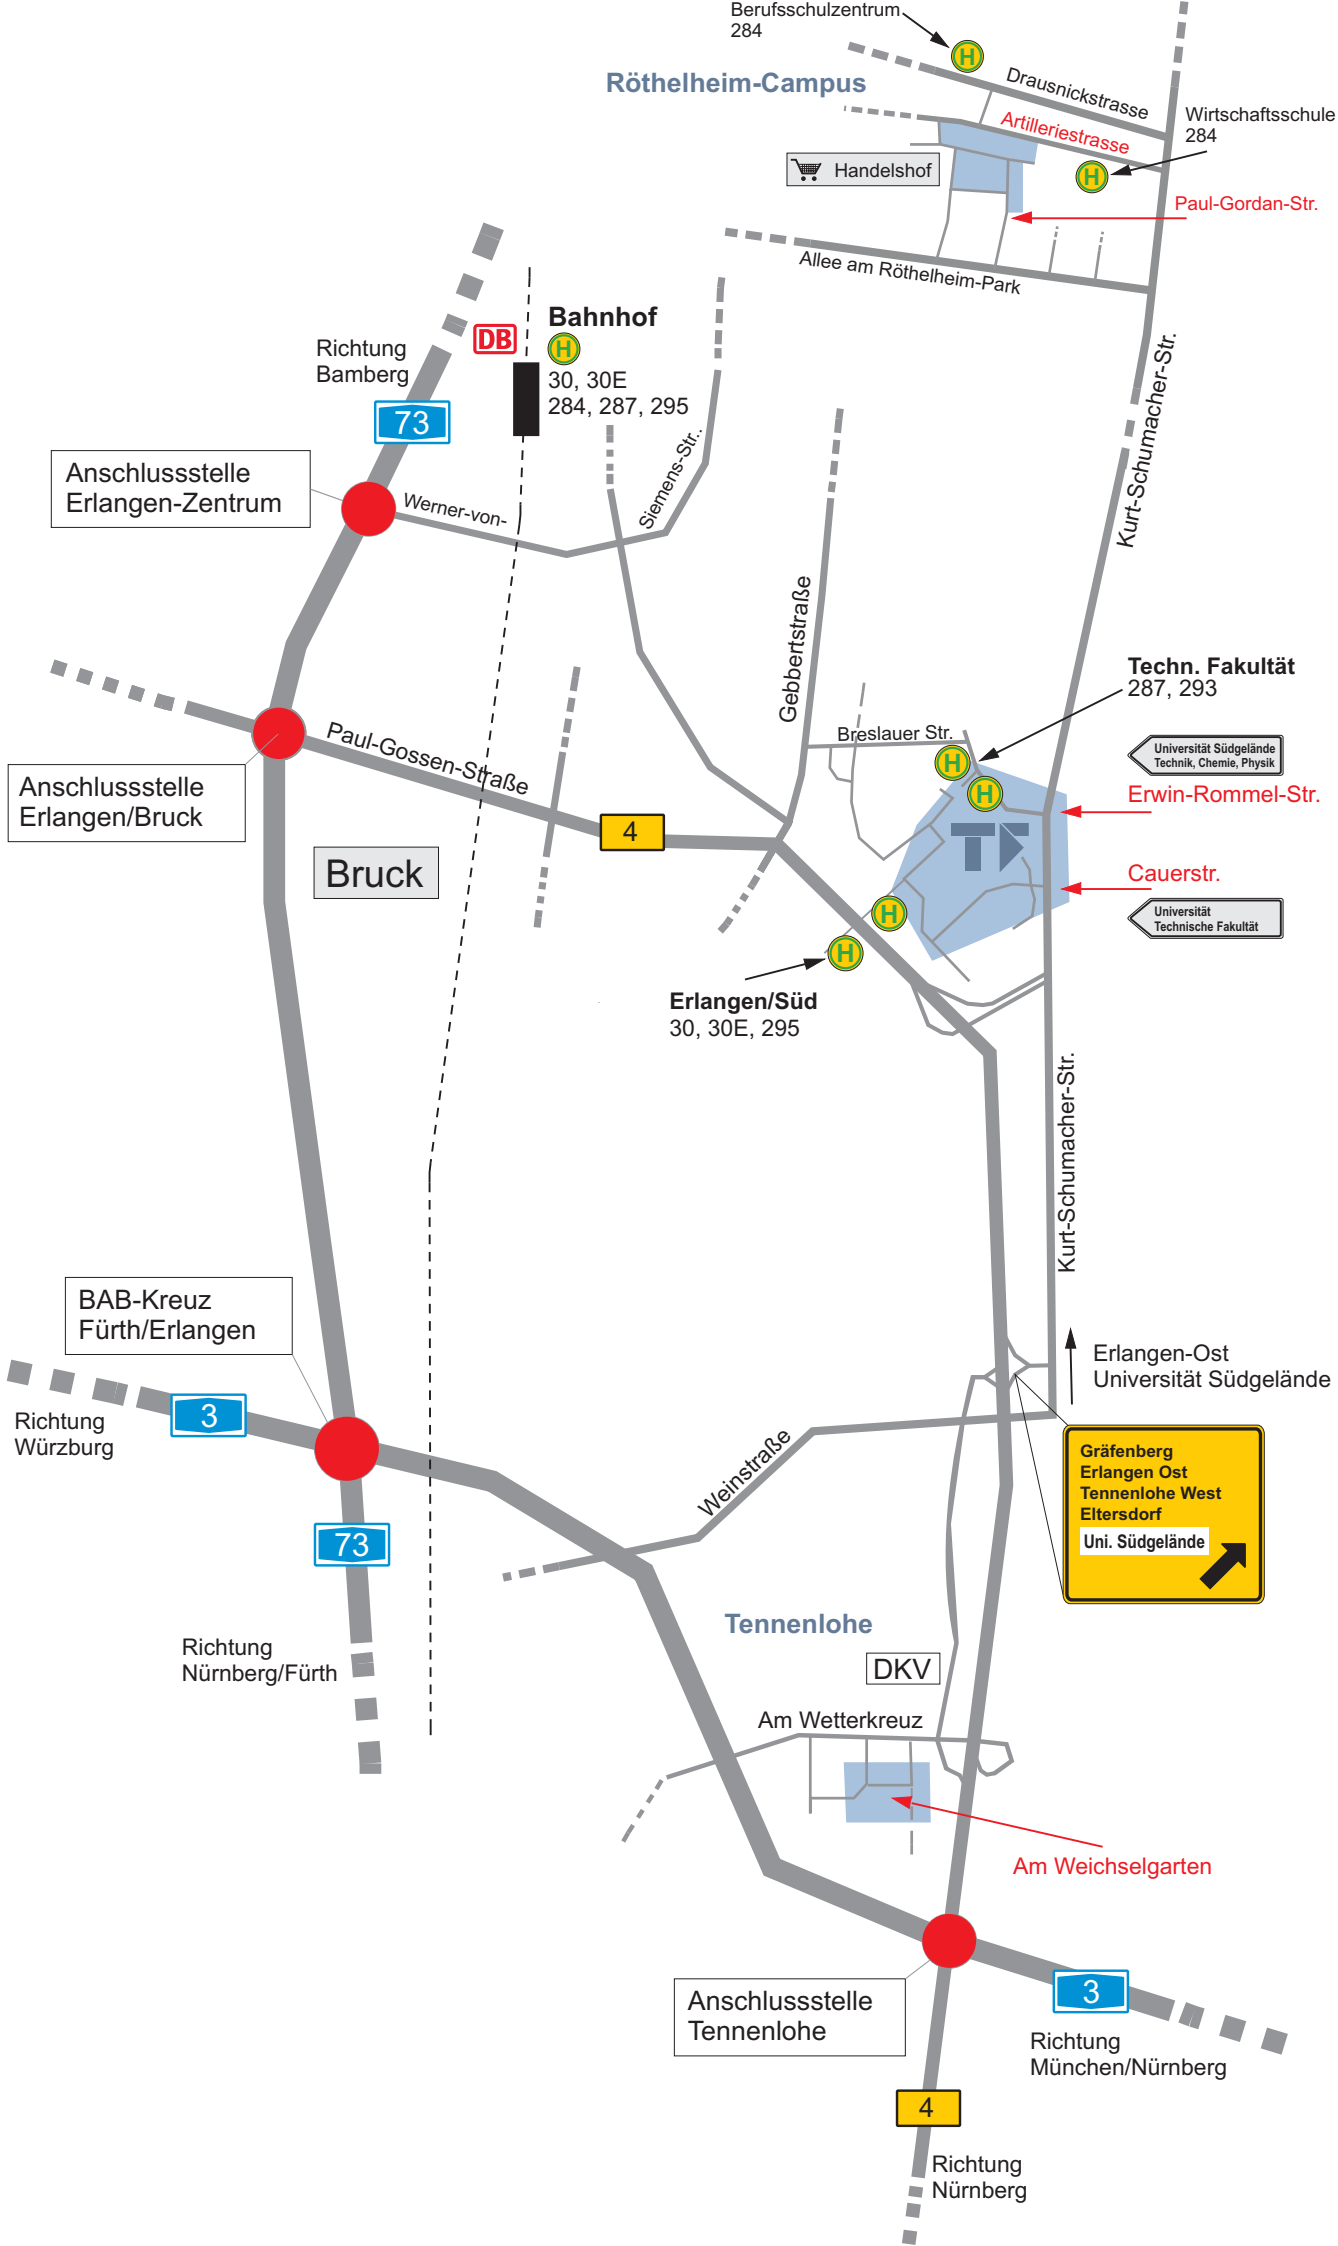 Berufsschulzentrum
284
H
Drausnickstrasse
Röthelheim-Campus
Artilleriestrasse
Wirtschaftsschule
284
Handelshof
H
Paul-Gordan-Str.
Allee am Röthelheim-Park
Bahnhof
DB
H
30, 30E
284, 287, 295
Richtung
Bamberg
73
Kurt-Schumacher-Str.
Anschlussstelle
Erlangen-Zentrum
Werner-von-
Siemens-Str..
Gebbertstraße
Techn. Fakultät
287, 293
Breslauer Str.
H
H
Universität Südgelände
Technik, Chemie, Physik
Erwin-Rommel-Str.
Paul-Gossen-Straße
Anschlussstelle
Erlangen/Bruck
4
Bruck
TF
Cauerstr.
H
Universität
Technische Fakultät
H
Erlangen/Süd
30, 30E, 295
Kurt-Schumacher-Str.
BAB-Kreuz
Fürth/Erlangen
Erlangen-Ost
Universität Südgelände
3
Richtung
Würzburg
Weinstraße
Gräfenberg
Erlangen Ost
Tennenlohe West
Eltersdorf
Uni. Südgelände
73
Tennenlohe
Richtung
Nürnberg/Fürth
DKV
Am Wetterkreuz
Am Weichselgarten
Anschlussstelle
Tennenlohe
3
Richtung
München/Nürnberg
4
Richtung
Nürnberg